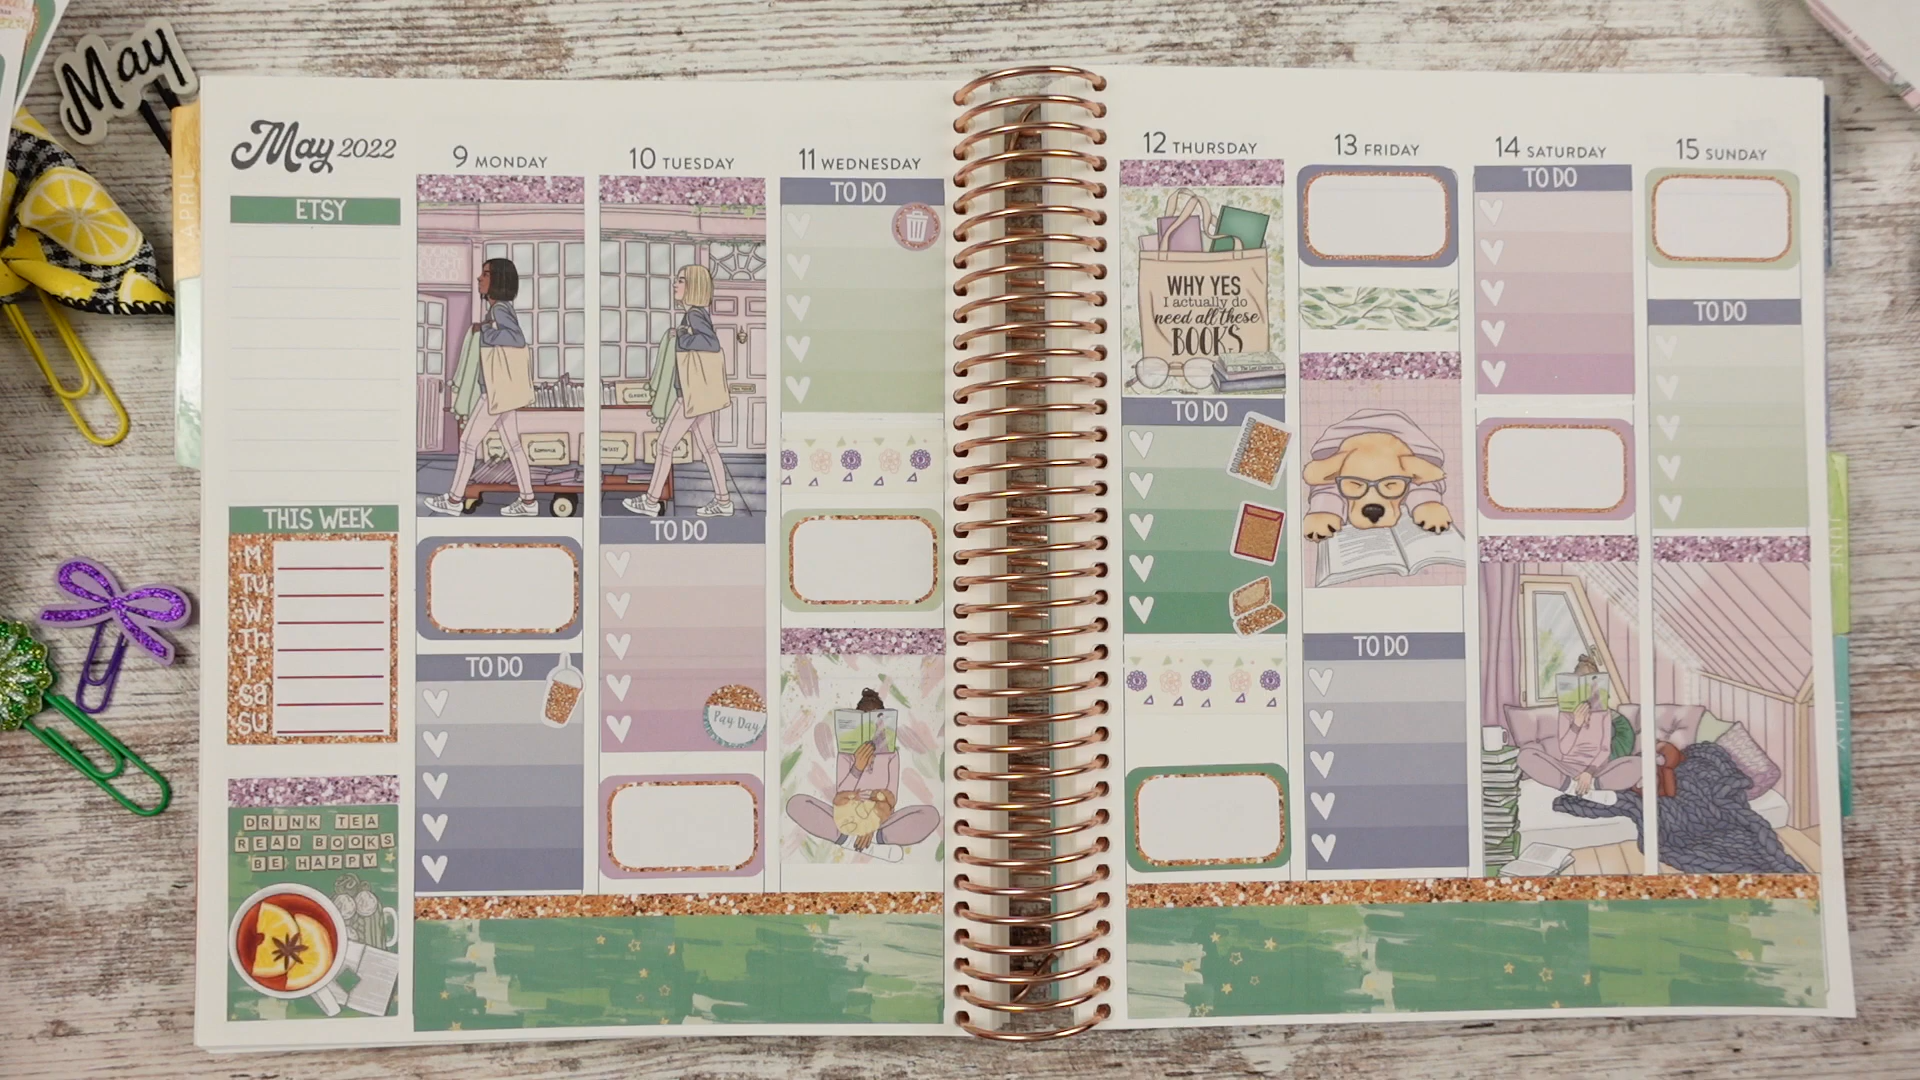 May
APRIL
May 2022
ETSY
THIS WEEK
M
TU
W
Th
F
Sa
SU
DRINK TEA
READ BOOKS
BE HAPPY
9 MONDAY
TO DO
10 TUESDAY
TO DO
Pay Day
11 WEDNESDAY
TO DO
12 THURSDAY
WHY YES
I actually do
need all these
BOOKS
TO DO
13 FRIDAY
TO DO
14 SATURDAY
TO DO
15 SUNDAY
TO DO
JUNE
JULY